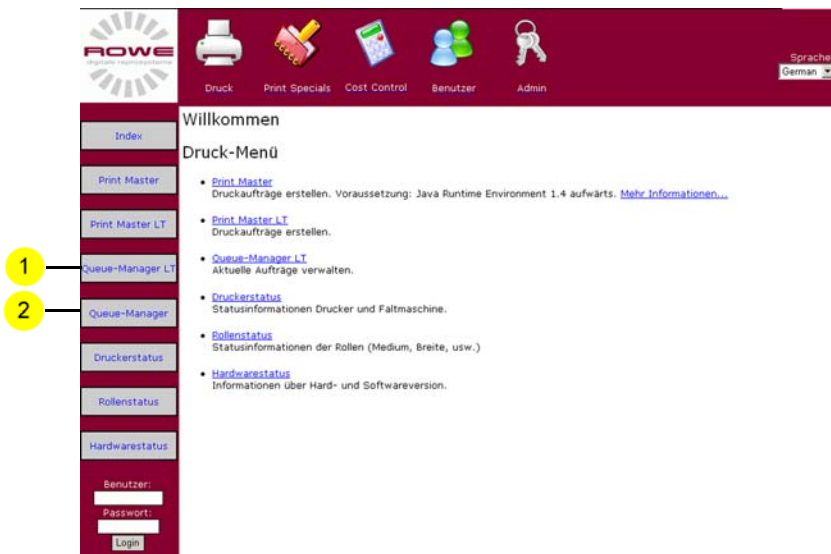 ROWE
digitale reprosysteme
Druck
Print Specials
Cost Control
Benutzer
Admin
Sprache
German
Index
Print Master
Print Master LT
1
Queue-Manager LT
2
Queue-Manager
Druckerstatus
Rollenstatus
Hardwarestatus
Benutzer:
Passwort:
Login
Willkommen
Druck-Menü
• Print Master
Druckaufträge erstellen. Voraussetzung: Java Runtime Environment 1.4 aufwärts. Mehr Informationen...
• Print Master LT
Druckaufträge erstellen.
• Queue-Manager LT
Aktuelle Aufträge verwalten.
• Druckerstatus
Statusinformationen Drucker und Faltmaschine.
• Rollenstatus
Statusinformationen der Rollen (Medium, Breite, usw.)
• Hardwarestatus
Informationen über Hard- und Softwareversion.